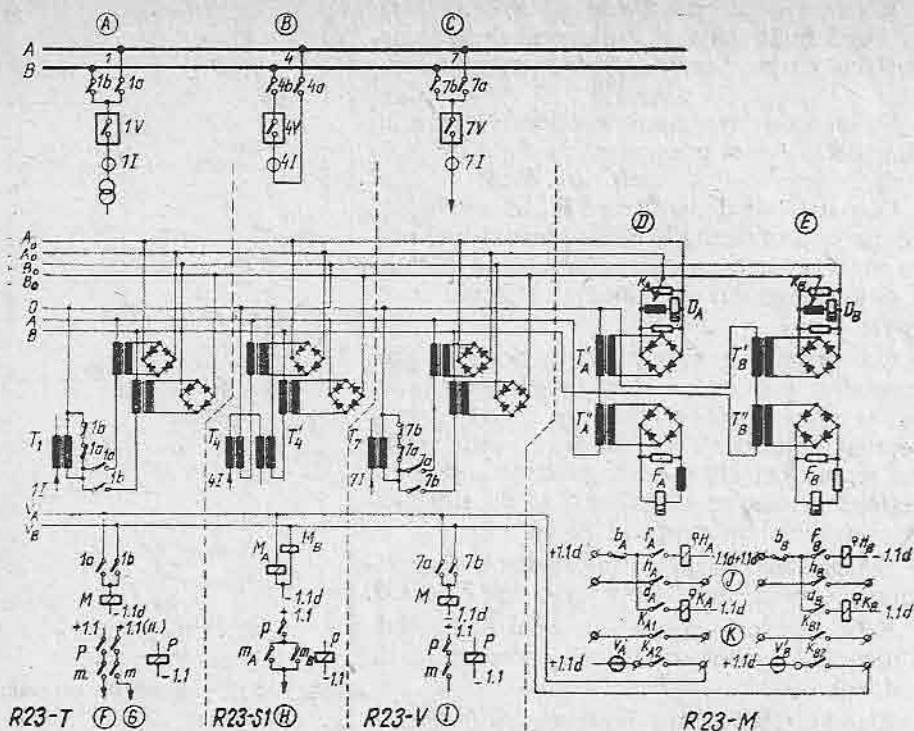 A B C
A
B
1 4 7
1b 1a 4b 4a 7b 7a
1V 4V 7V
1I 4I 7I
D E
A₀
A₀
B₀
B₀
0
A
B
K_A D_A K_B D_B
T'_A T'_B
T₁ 1b 1a 1a 1b T₄ T'₄ T₇ 7b 7a 7a 7b T''_A T''_B
1I 4I 7I F_A F_B
V_A
V_B
1a 1b M_A M_B 7a 7b
M 1.1d 1.1d M 1.1d
+1.1 1.1(u.) 1.1 1.1
P P P P P P
m m 1.1 m_A m_B 1.1 m 1.1
+1.1d b_A f_A H_A 1.1d+1.1d b_B f_B H_B 1.1d
h_A J h_B
d_A K_A 1.1d d_B K_B 1.1d
K_A1 K K_B1
+1.1d V_A K_A2 +1.1d V_B K_B2
R23-T F G R23-S1 H R23-V I R23-M